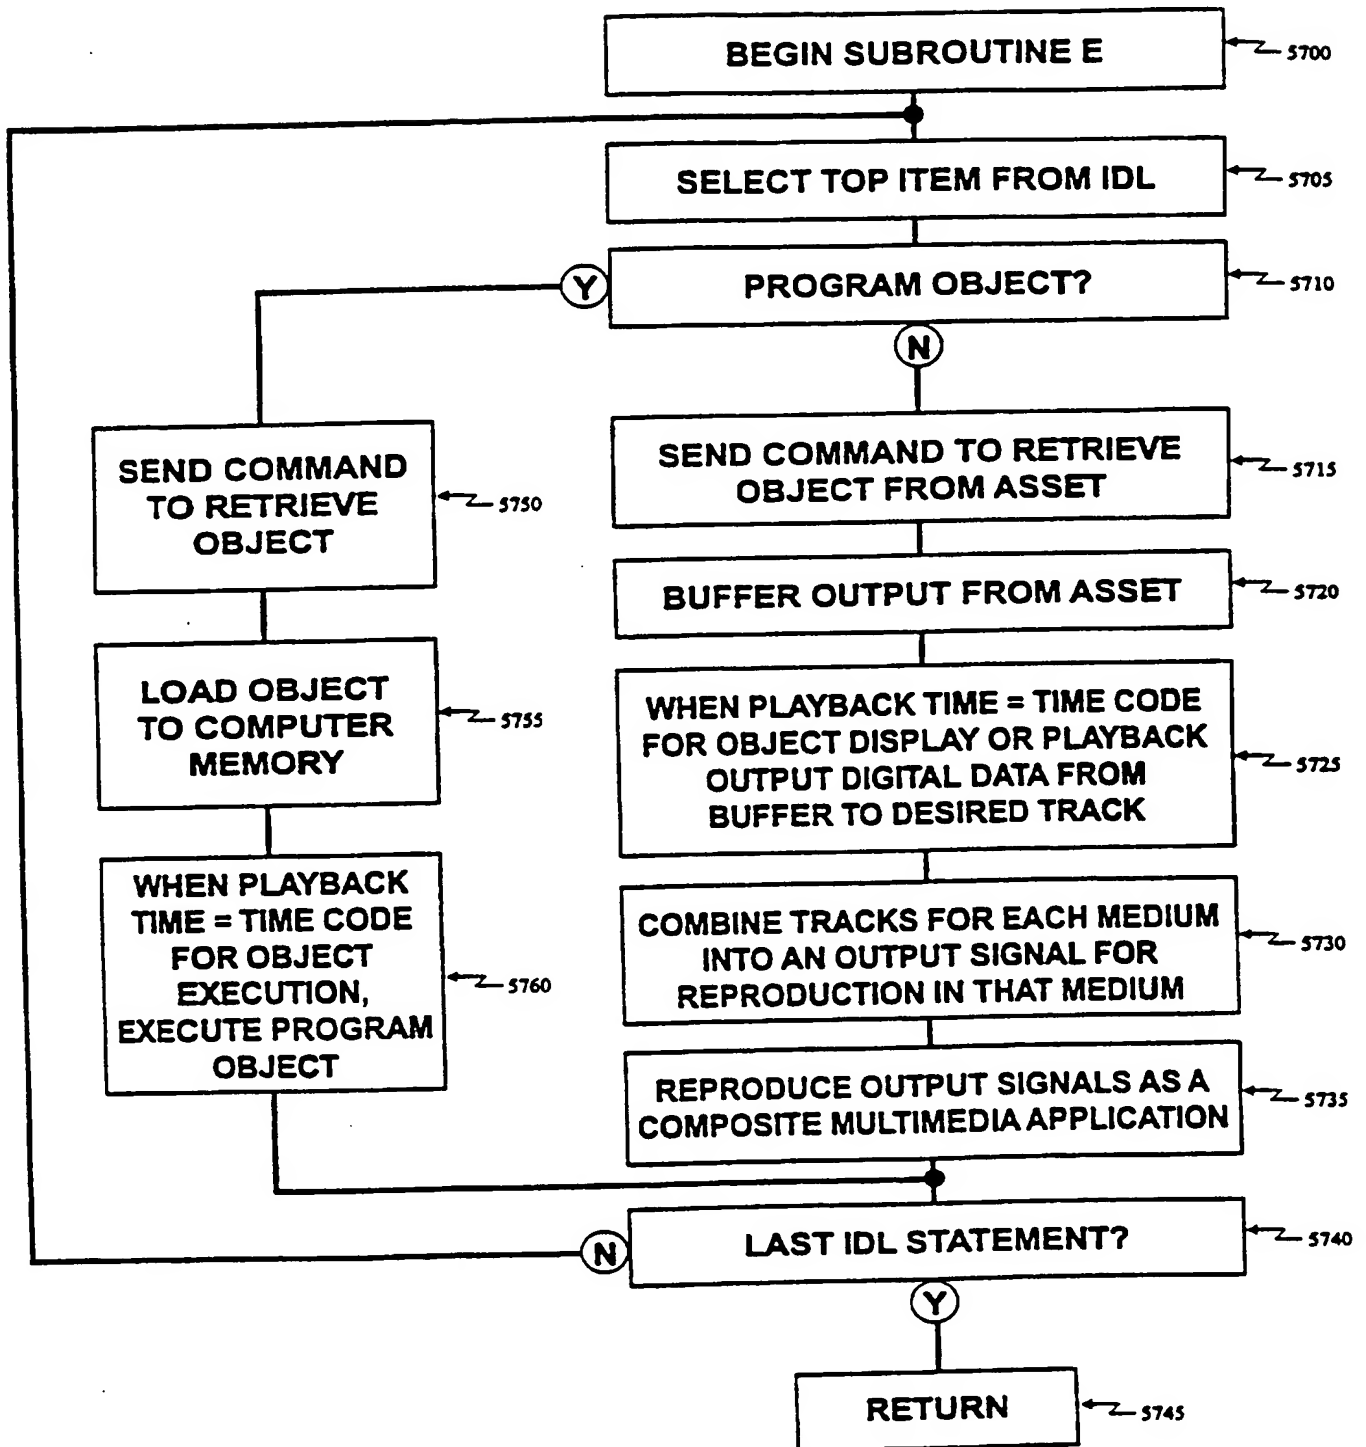 BEGIN SUBROUTINE E
5700
SELECT TOP ITEM FROM IDL
5705
PROGRAM OBJECT?
5710
Y
N
SEND COMMAND
TO RETRIEVE
OBJECT
5750
LOAD OBJECT
TO COMPUTER
MEMORY
5755
WHEN PLAYBACK
TIME = TIME CODE
FOR OBJECT
EXECUTION,
EXECUTE PROGRAM
OBJECT
5760
SEND COMMAND TO RETRIEVE
OBJECT FROM ASSET
5715
BUFFER OUTPUT FROM ASSET
5720
WHEN PLAYBACK TIME = TIME CODE
FOR OBJECT DISPLAY OR PLAYBACK
OUTPUT DIGITAL DATA FROM
BUFFER TO DESIRED TRACK
5725
COMBINE TRACKS FOR EACH MEDIUM
INTO AN OUTPUT SIGNAL FOR
REPRODUCTION IN THAT MEDIUM
5730
REPRODUCE OUTPUT SIGNALS AS A
COMPOSITE MULTIMEDIA APPLICATION
5735
LAST IDL STATEMENT?
5740
N
Y
RETURN
5745